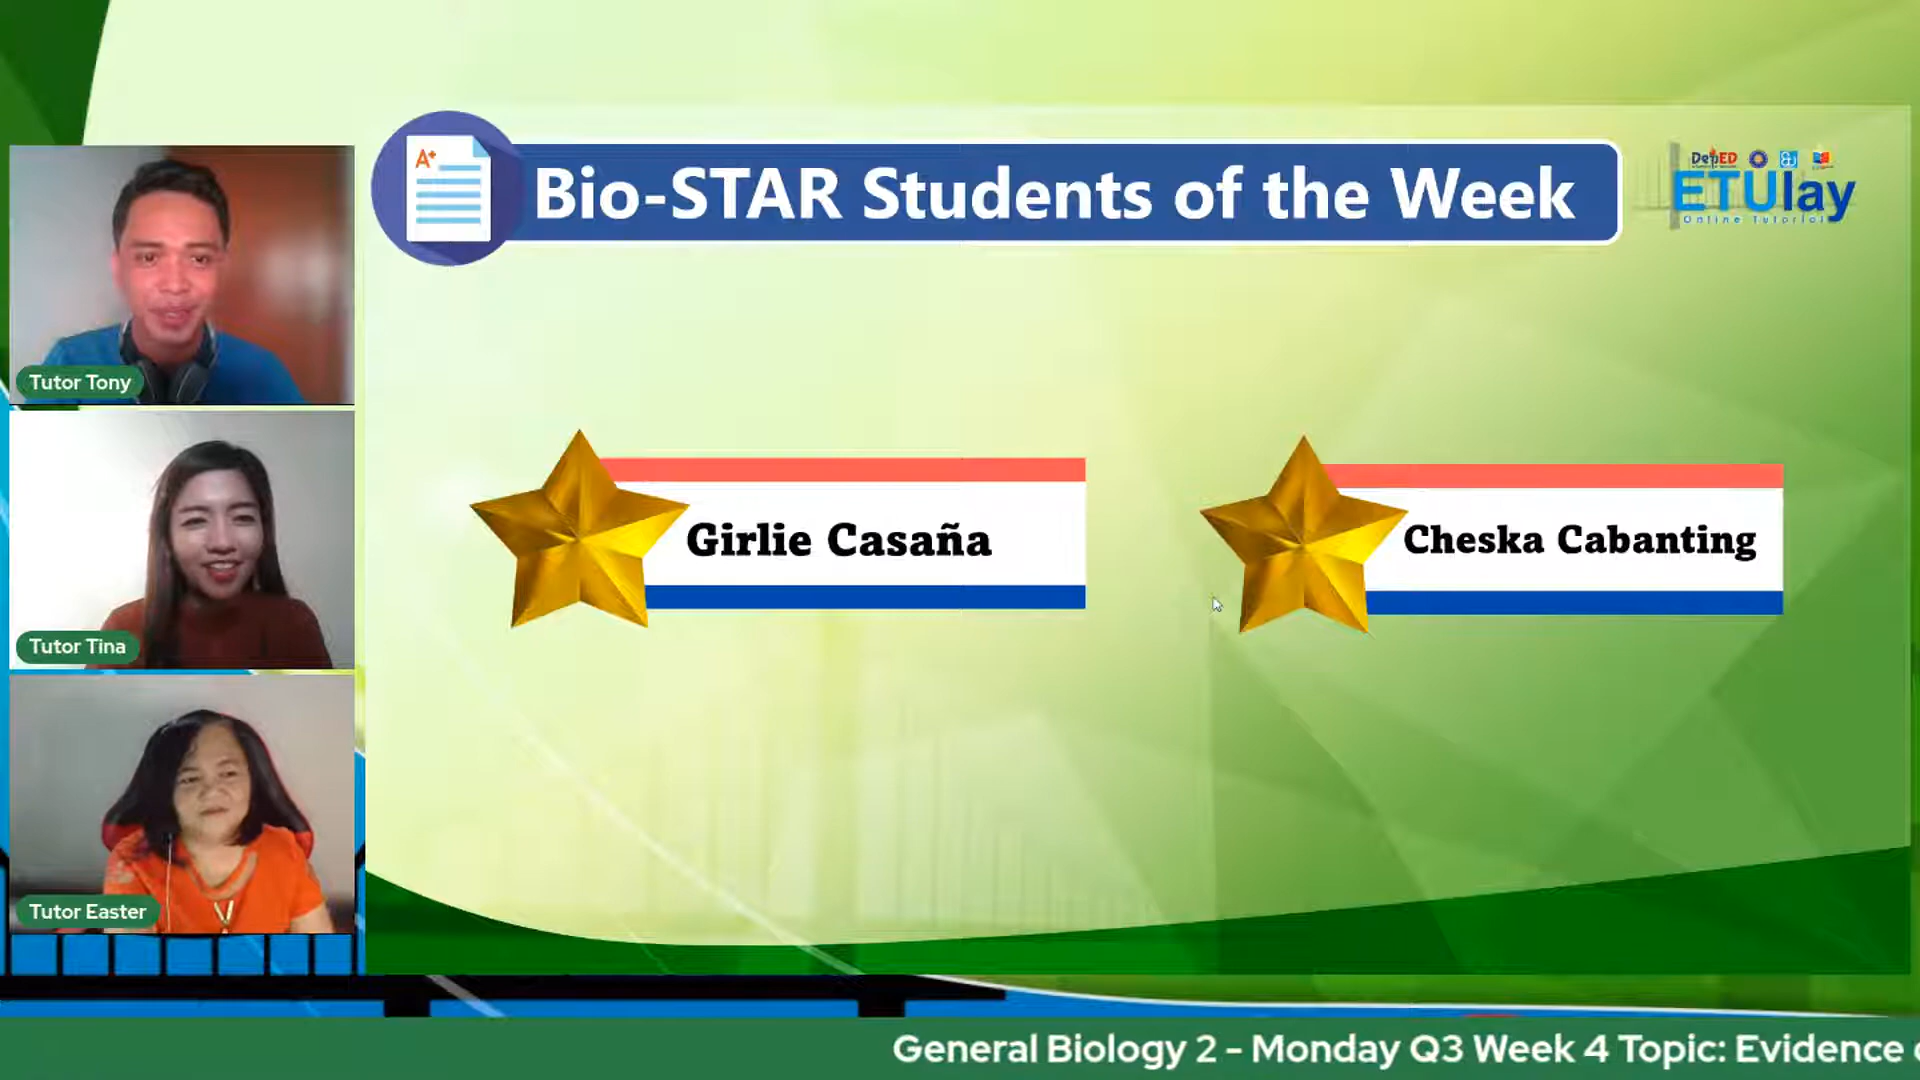 A+
Bio-STAR Students of the Week
DepED
ETUlay
Online Tutorial
Tutor Tony
Girlie Casaña
Cheska Cabanting
Tutor Tina
Tutor Easter
General Biology 2 - Monday Q3 Week 4 Topic: Evidence